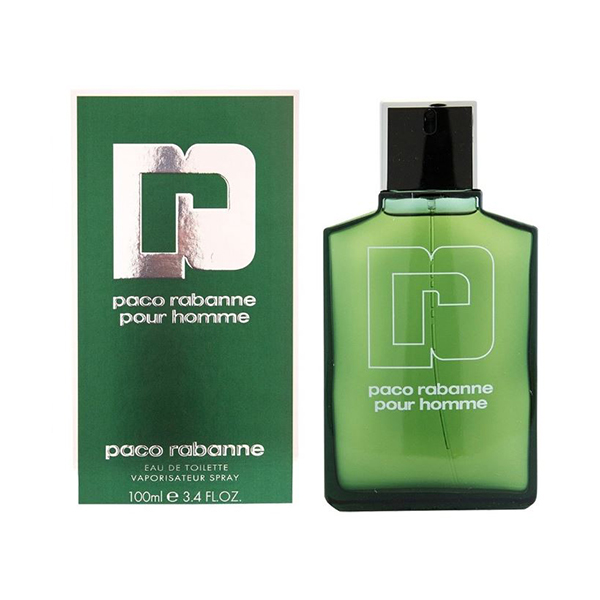 paco rabanne
pour homme
paco rabanne
EAU DE TOILETTE
VAPORISATEUR SPRAY
100ml e 3,4 FL.OZ.
paco rabanne
pour homme